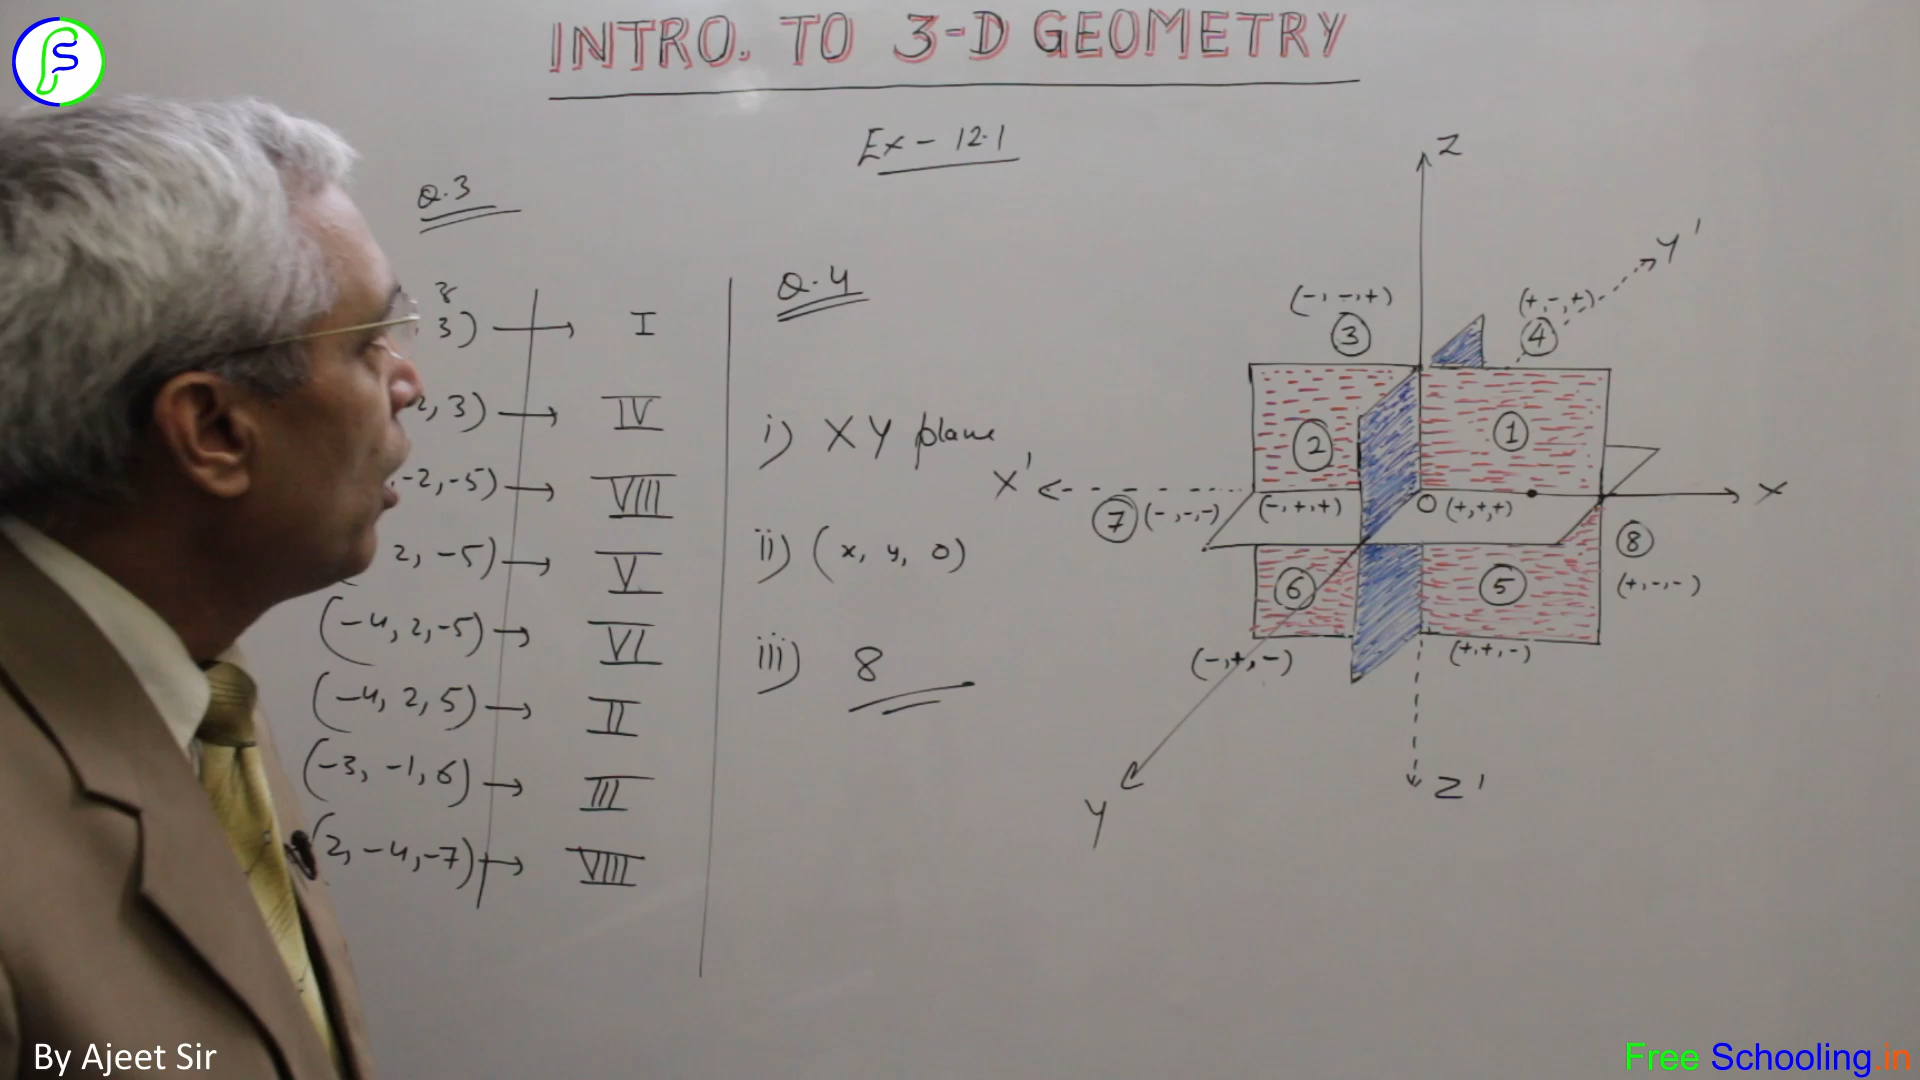 INTRO. TO 3-D GEOMETRY
Ex - 12.1
Q.3
3) → I
2, 3) → IV
-2, -5) → VIII
2, -5) → V
(-4, 2, -5) → VI
(-4, 2, 5) → II
(-3, -1, 6) → III
(2, -4, -7) → VIII
Q.4
i) XY plane
ii) (x, y, 0)
iii) 8
Z
Y'
(-, -, +)
(+, -, +)
3
4
2
1
X'
7 (-, -, -)
(-, +, +)
O (+, +, +)
X
8
(+, -, -)
6
5
(-, +, -)
(+, +, -)
Y
Z'
By Ajeet Sir
Free Schooling.in